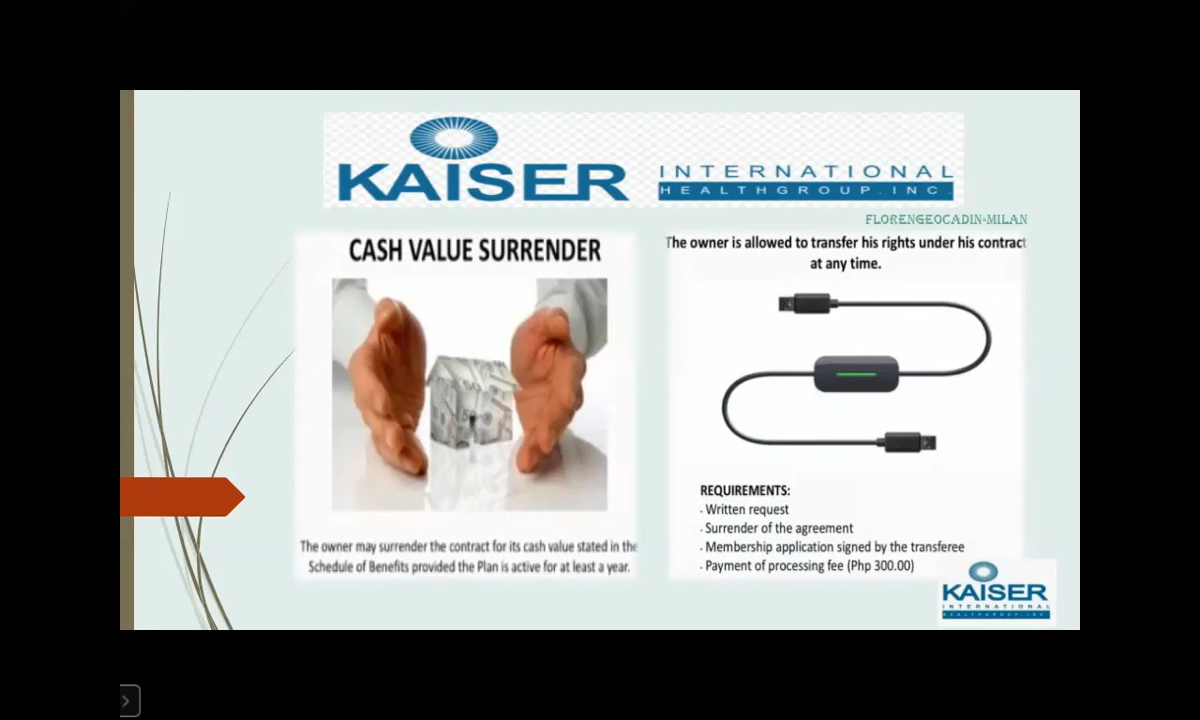 KAISER INTERNATIONAL
HEALTHGROUP. INC.
FLORENGEOCADIN-MILAN
CASH VALUE SURRENDER
The owner may surrender the contract for its cash value stated in the
Schedule of Benefits provided the Plan is active for at least a year.
The owner is allowed to transfer his rights under his contract
at any time.
REQUIREMENTS:
- Written request
- Surrender of the agreement
- Membership application signed by the transferee
- Payment of processing fee (Php 300.00)
KAISER
INTERNATIONAL
HEALTHGROUP. INC.